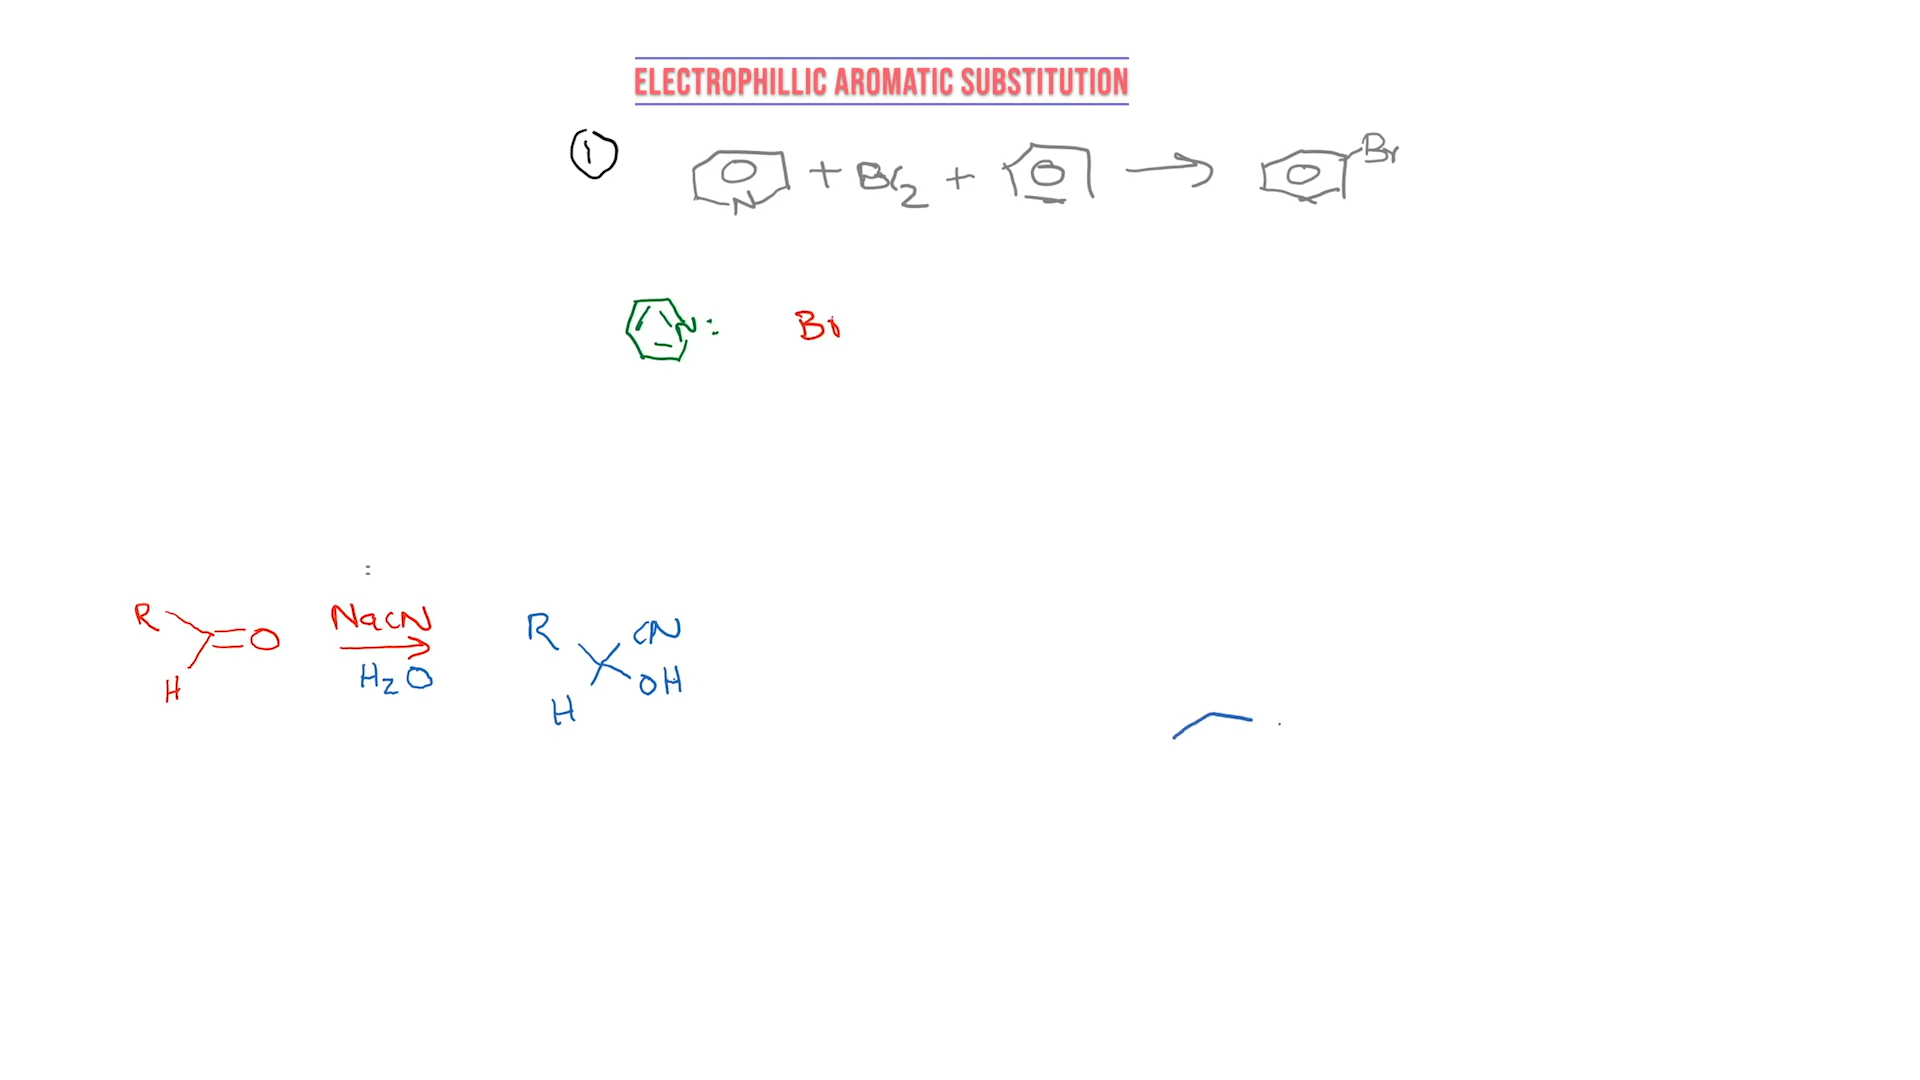 ELECTROPHILLIC AROMATIC SUBSTITUTION
1
N + Br2 + → Br
N: Br
R H =O NaCN → H2O R CN H OH